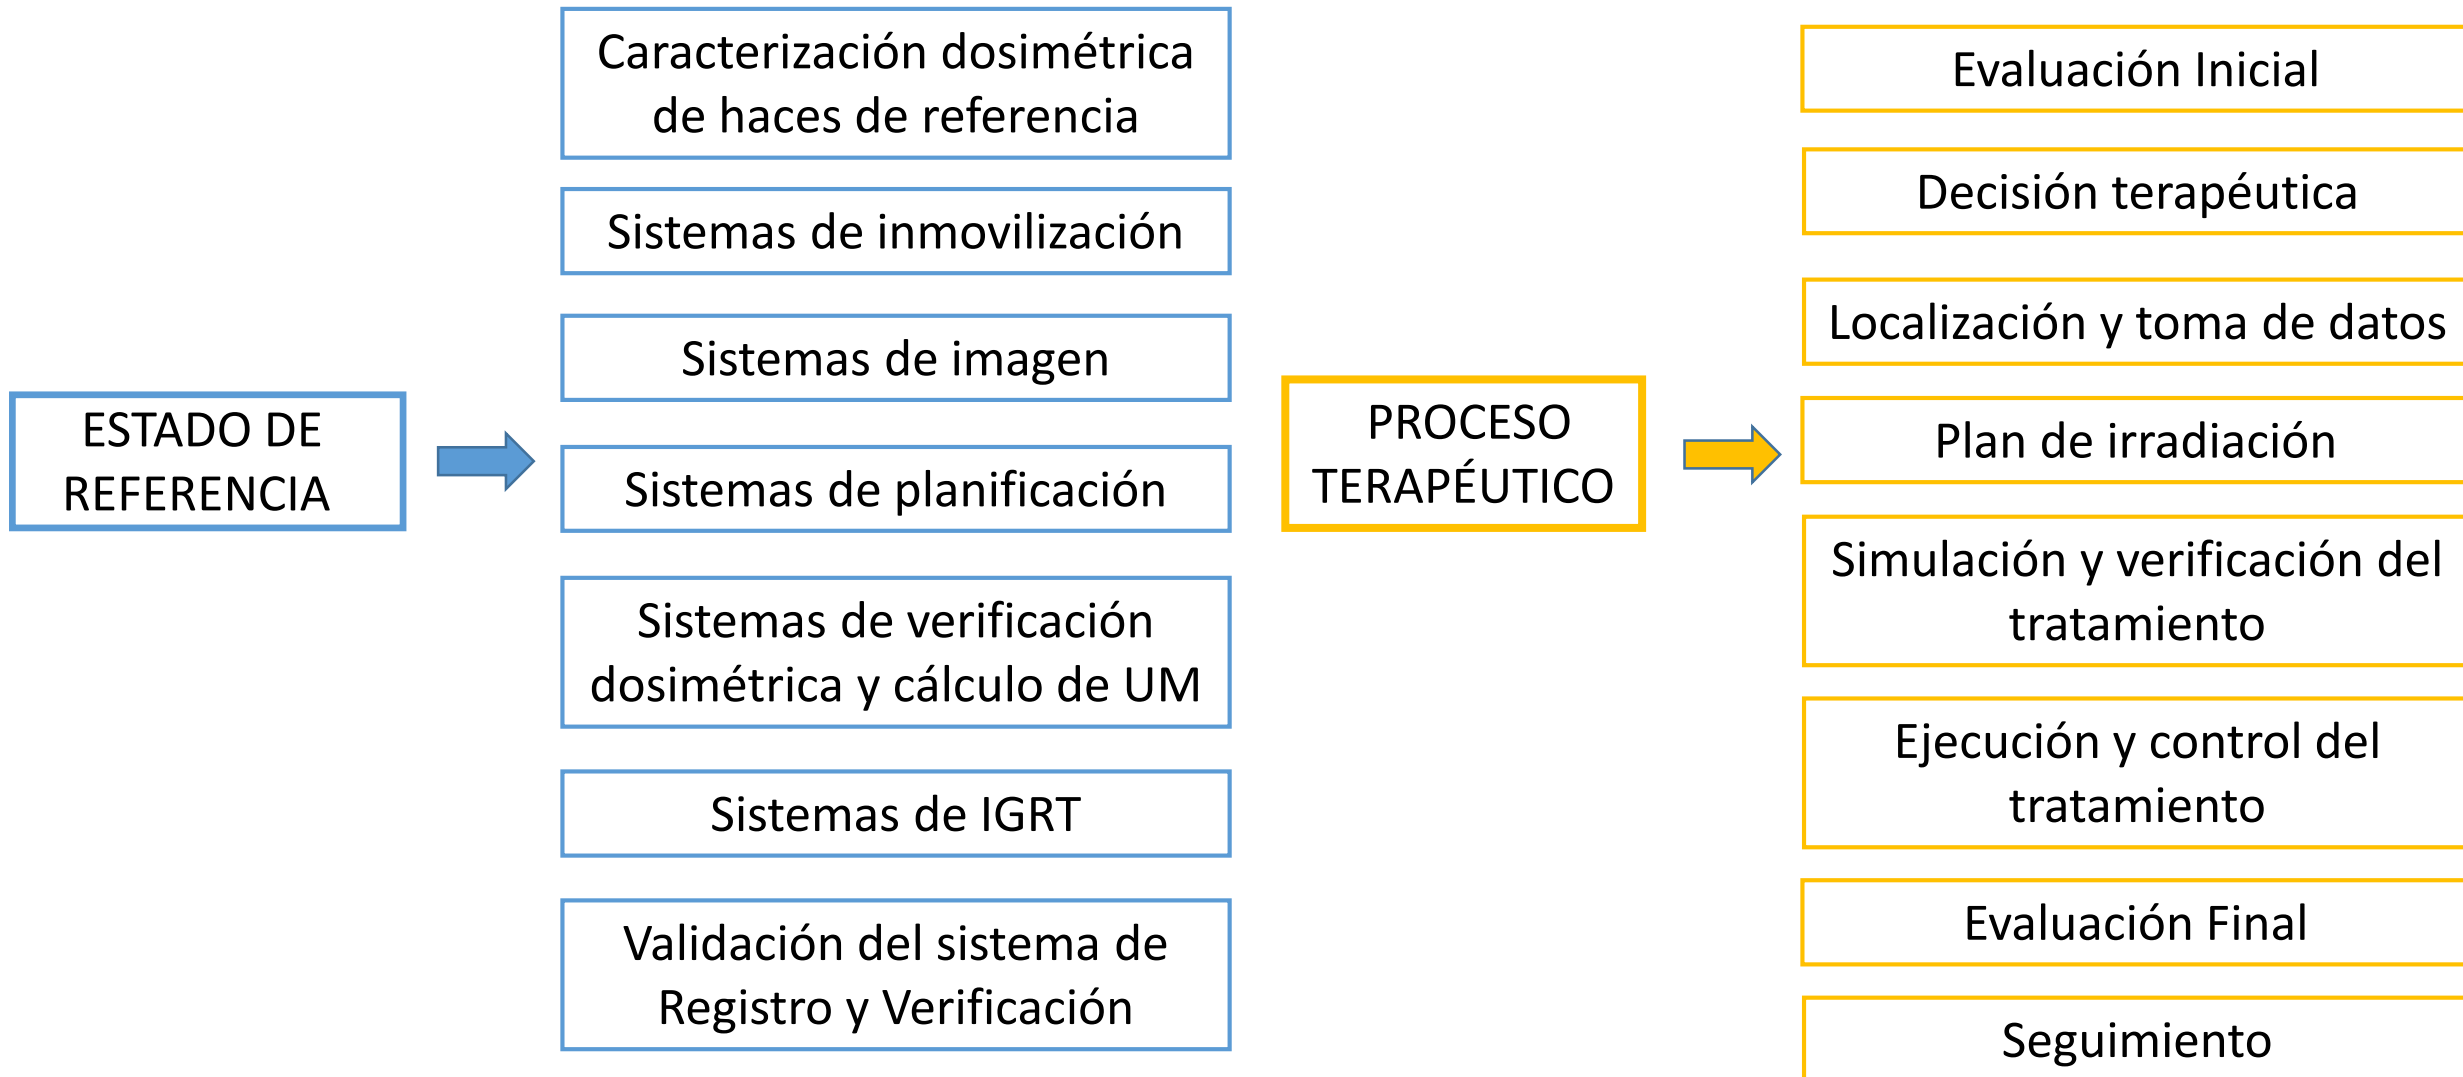 ESTADO DE
REFERENCIA
Caracterización dosimétrica
de haces de referencia
Sistemas de inmovilización
Sistemas de imagen
Sistemas de planificación
Sistemas de verificación
dosimétrica y cálculo de UM
Sistemas de IGRT
Validación del sistema de
Registro y Verificación
PROCESO
TERAPÉUTICO
Evaluación Inicial
Decisión terapéutica
Localización y toma de datos
Plan de irradiación
Simulación y verificación del
tratamiento
Ejecución y control del
tratamiento
Evaluación Final
Seguimiento